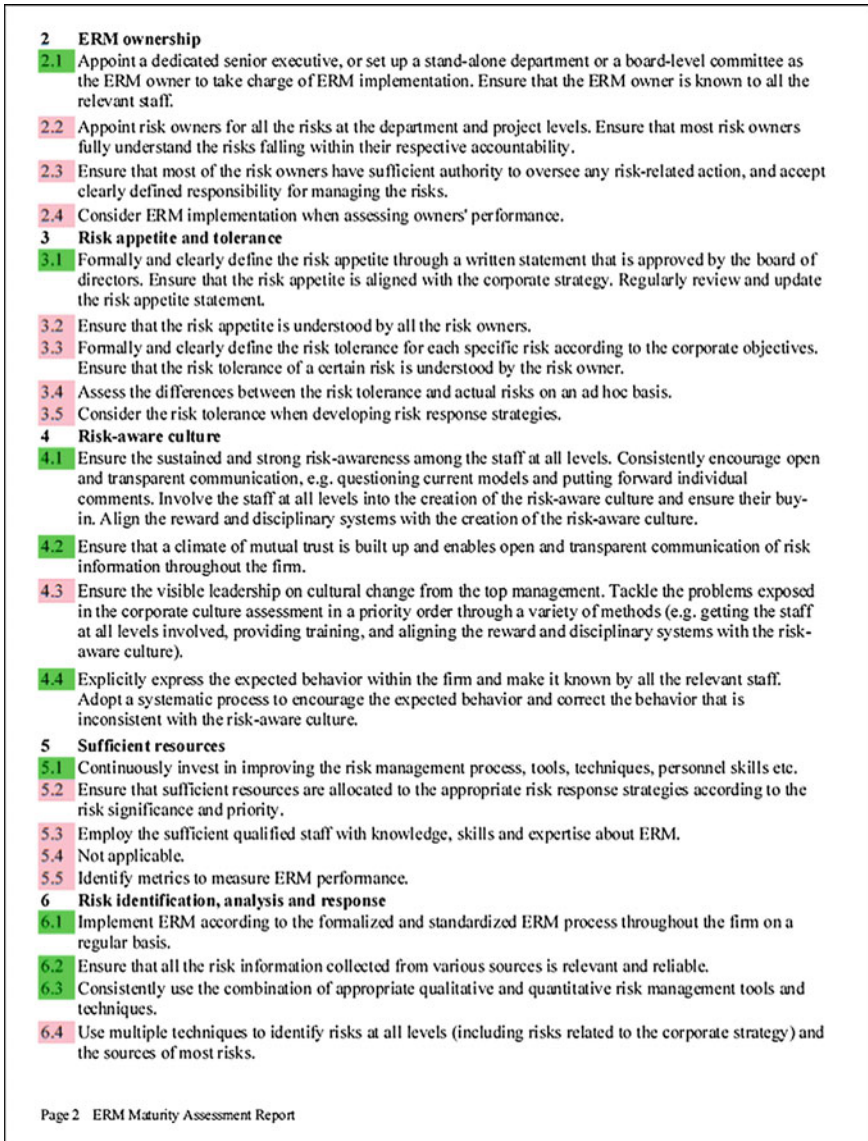 2 ERM ownership
2.1 Appoint a dedicated senior executive, or set up a stand-alone department or a board-level committee as
the ERM owner to take charge of ERM implementation. Ensure that the ERM owner is known to all the
relevant staff.
2.2 Appoint risk owners for all the risks at the department and project levels. Ensure that most risk owners
fully understand the risks falling within their respective accountability.
2.3 Ensure that most of the risk owners have sufficient authority to oversee any risk-related action, and accept
clearly defined responsibility for managing the risks.
2.4 Consider ERM implementation when assessing owners' performance.
3 Risk appetite and tolerance
3.1 Formally and clearly define the risk appetite through a written statement that is approved by the board of
directors. Ensure that the risk appetite is aligned with the corporate strategy. Regularly review and update
the risk appetite statement.
3.2 Ensure that the risk appetite is understood by all the risk owners.
3.3 Formally and clearly define the risk tolerance for each specific risk according to the corporate objectives.
Ensure that the risk tolerance of a certain risk is understood by the risk owner.
3.4 Assess the differences between the risk tolerance and actual risks on an ad hoc basis.
3.5 Consider the risk tolerance when developing risk response strategies.
4 Risk-aware culture
4.1 Ensure the sustained and strong risk-awareness among the staff at all levels. Consistently encourage open
and transparent communication, e.g. questioning current models and putting forward individual
comments. Involve the staff at all levels into the creation of the risk-aware culture and ensure their buy-
in. Align the reward and disciplinary systems with the creation of the risk-aware culture.
4.2 Ensure that a climate of mutual trust is built up and enables open and transparent communication of risk
information throughout the firm.
4.3 Ensure the visible leadership on cultural change from the top management. Tackle the problems exposed
in the corporate culture assessment in a priority order through a variety of methods (e.g. getting the staff
at all levels involved, providing training, and aligning the reward and disciplinary systems with the risk-
aware culture).
4.4 Explicitly express the expected behavior within the firm and make it known by all the relevant staff.
Adopt a systematic process to encourage the expected behavior and correct the behavior that is
inconsistent with the risk-aware culture.
5 Sufficient resources
5.1 Continuously invest in improving the risk management process, tools, techniques, personnel skills etc.
5.2 Ensure that sufficient resources are allocated to the appropriate risk response strategies according to the
risk significance and priority.
5.3 Employ the sufficient qualified staff with knowledge, skills and expertise about ERM.
5.4 Not applicable.
5.5 Identify metrics to measure ERM performance.
6 Risk identification, analysis and response
6.1 Implement ERM according to the formalized and standardized ERM process throughout the firm on a
regular basis.
6.2 Ensure that all the risk information collected from various sources is relevant and reliable.
6.3 Consistently use the combination of appropriate qualitative and quantitative risk management tools and
techniques.
6.4 Use multiple techniques to identify risks at all levels (including risks related to the corporate strategy) and
the sources of most risks.
Page 2 ERM Maturity Assessment Report